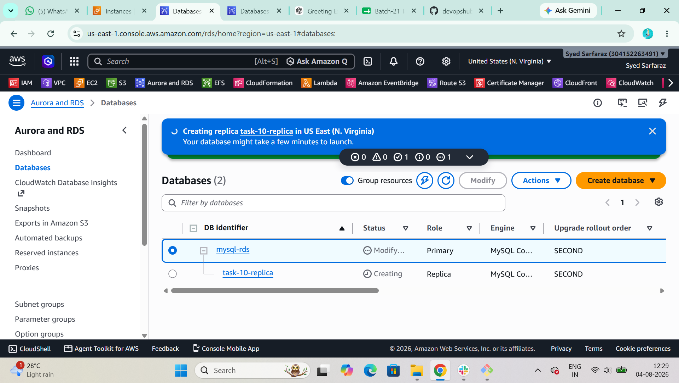 (5) WhatsA
Instances
Databases
Databases
Greeting f
Batch-21 I
devopshub
Ask Gemini
us-east-1.console.aws.amazon.com/rds/home?region=us-east-1#databases:
aws
Search
[Alt+S]
Ask Amazon Q
United States (N. Virginia)
Syed Sarfaraz (304152263491)
Syed Sarfaraz
IAM
VPC
EC2
S3
Aurora and RDS
EFS
CloudFormation
Lambda
Amazon EventBridge
Route 53
Certificate Manager
CloudFront
CloudWatch
Aurora and RDS
Databases
Aurora and RDS
Dashboard
Databases
CloudWatch Database Insights
Snapshots
Exports in Amazon S3
Automated backups
Reserved instances
Proxies
Subnet groups
Parameter groups
Option groups
Creating replica task-10-replica in US East (N. Virginia)
Your database might take a few minutes to launch.
0 0 1 0 1
Databases (2)
Group resources
Modify
Actions
Create database
Filter by databases
1
DB identifier
Status
Role
Engine
Upgrade rollout order
mysql-rds
Modify...
Primary
MySQL Co...
SECOND
task-10-replica
Creating
Replica
MySQL Co...
SECOND
CloudShell
Agent Toolkit for AWS
Feedback
Console Mobile App
© 2026, Amazon Web Services, Inc. or its affiliates.
Privacy
Terms
Cookie preferences
1
26°C
Light rain
Search
ENG
IN
12:29
04-08-2026